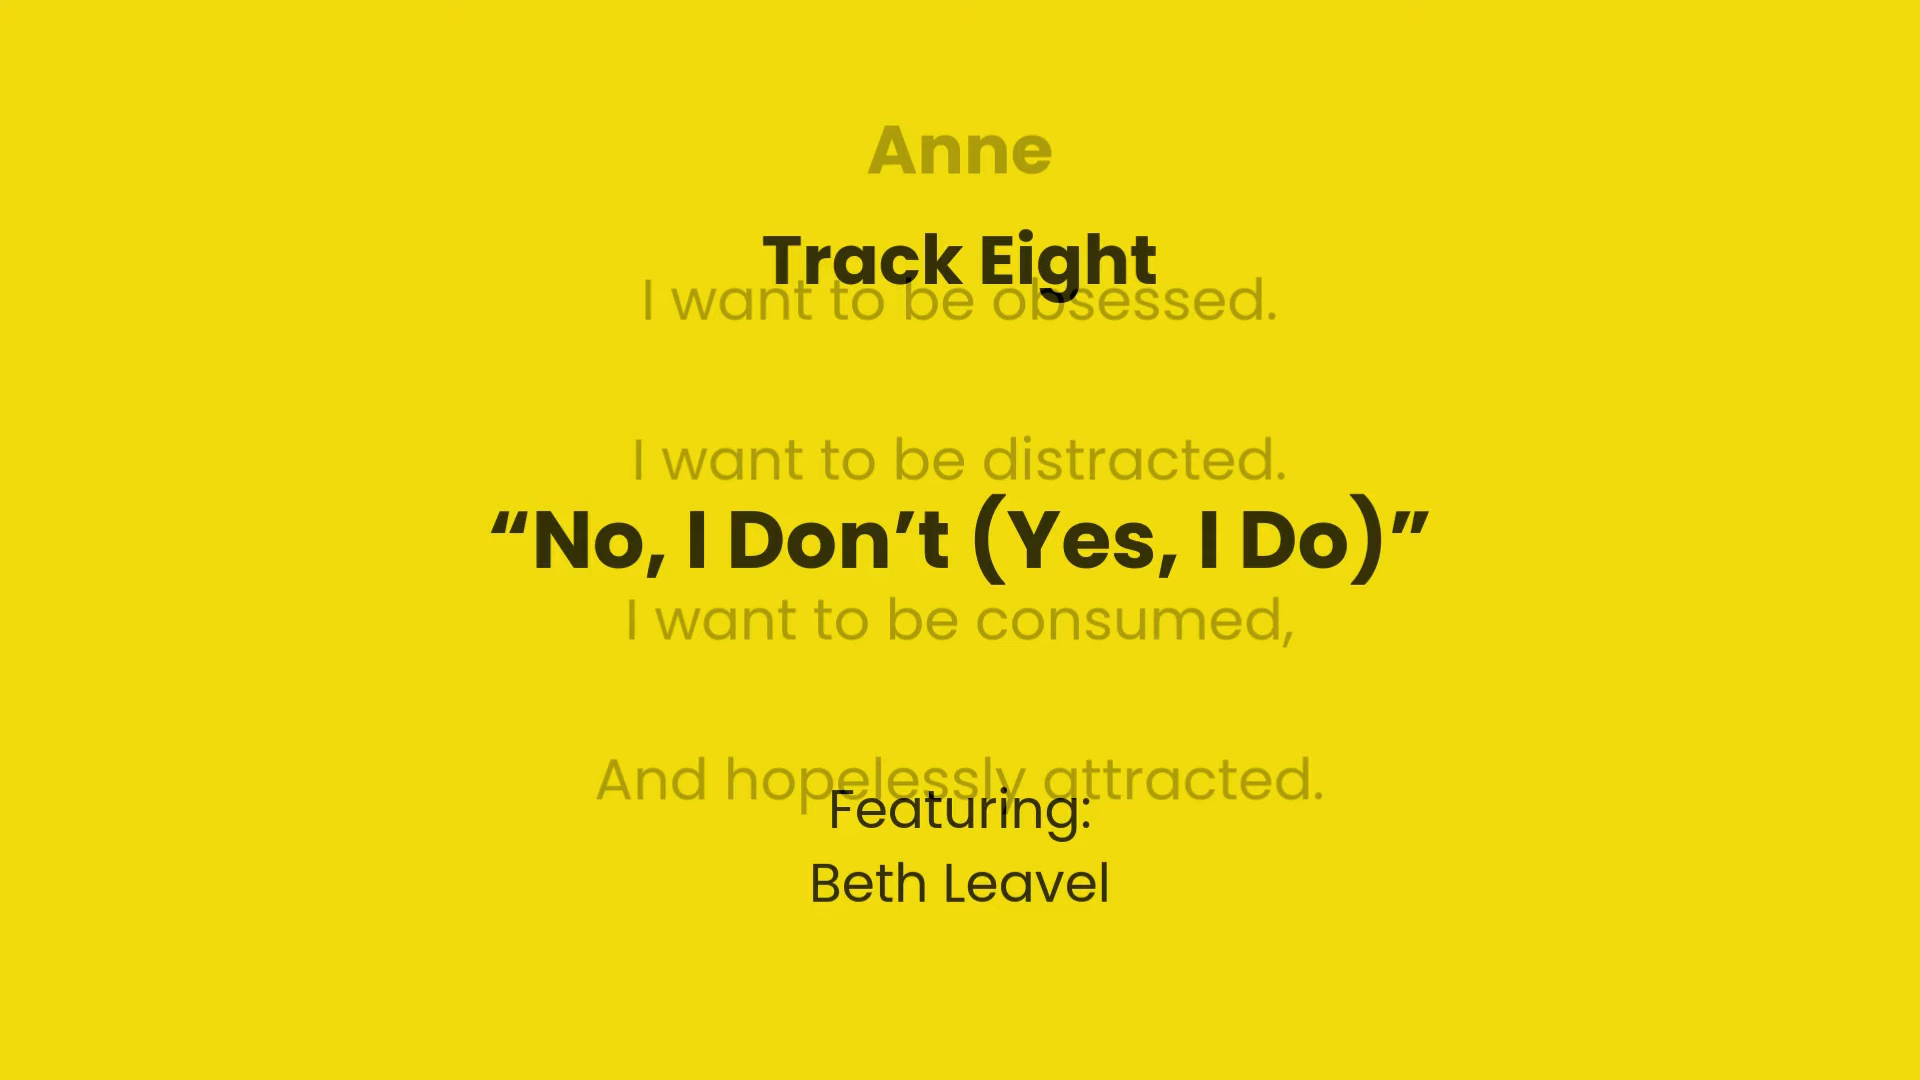 Anne
Track Eight
I want to be obsessed.
I want to be distracted.
“No, I Don’t (Yes, I Do)”
I want to be consumed,
And hopelessly attracted.
Featuring:
Beth Leavel